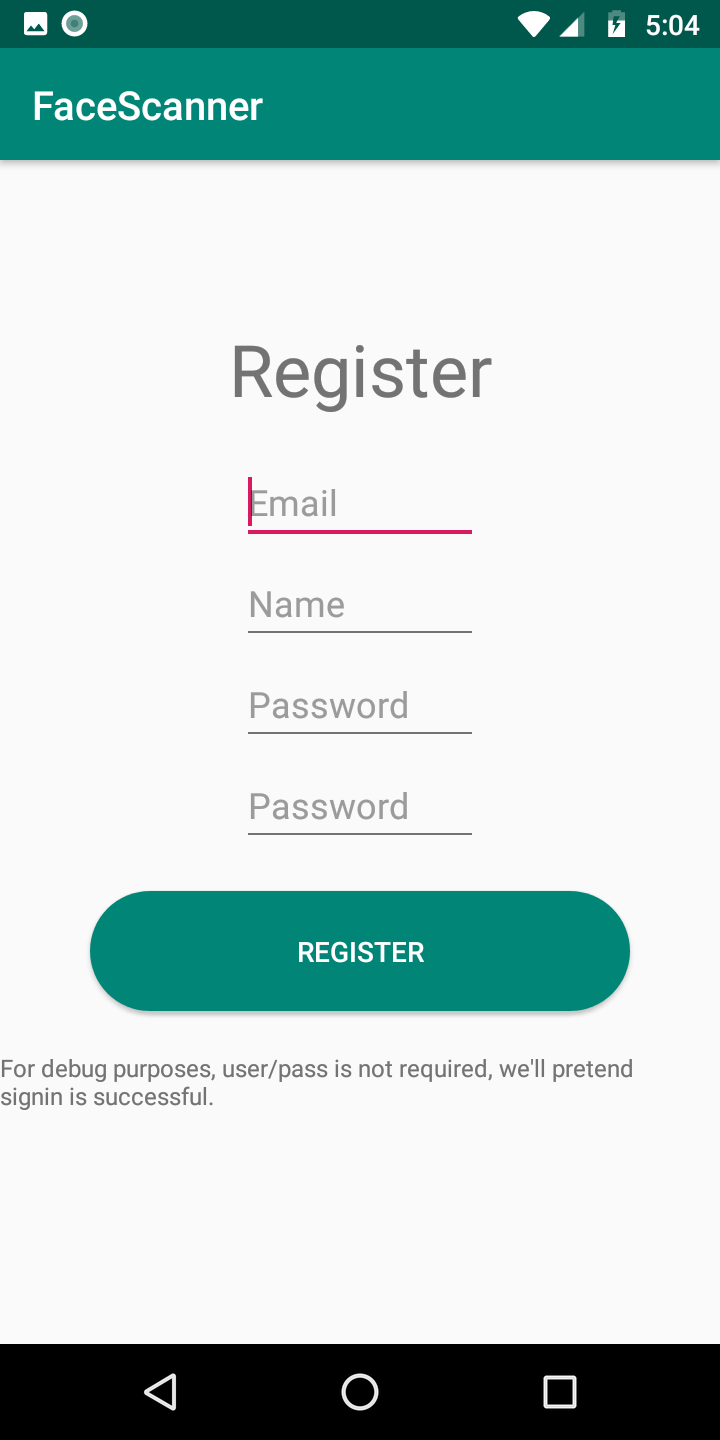 5:04
FaceScanner
Register
Email
Name
Password
Password
REGISTER
For debug purposes, user/pass is not required, we'll pretend
signin is successful.